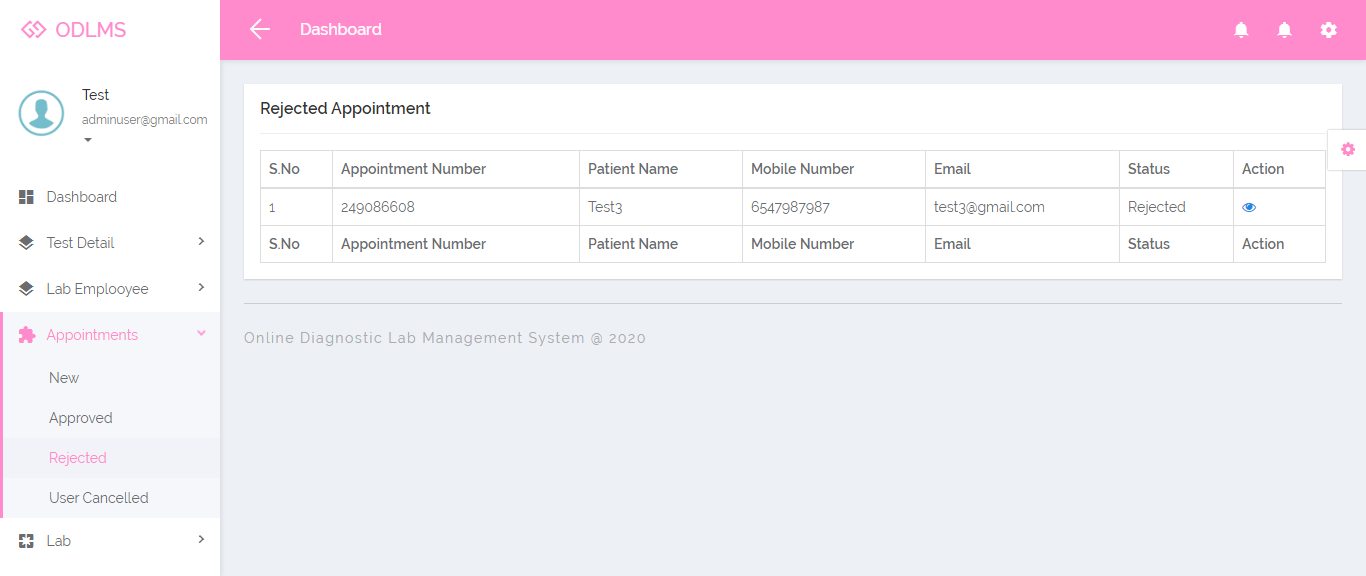 ODLMS
Dashboard
Test
adminuser@gmail.com
Dashboard
Test Detail
Lab Emplooyee
Appointments
New
Approved
Rejected
User Cancelled
Lab
Rejected Appointment
S.No Appointment Number Patient Name Mobile Number Email Status Action
1 249086608 Test3 6547987987 test3@gmail.com Rejected
S.No Appointment Number Patient Name Mobile Number Email Status Action
Online Diagnostic Lab Management System @ 2020